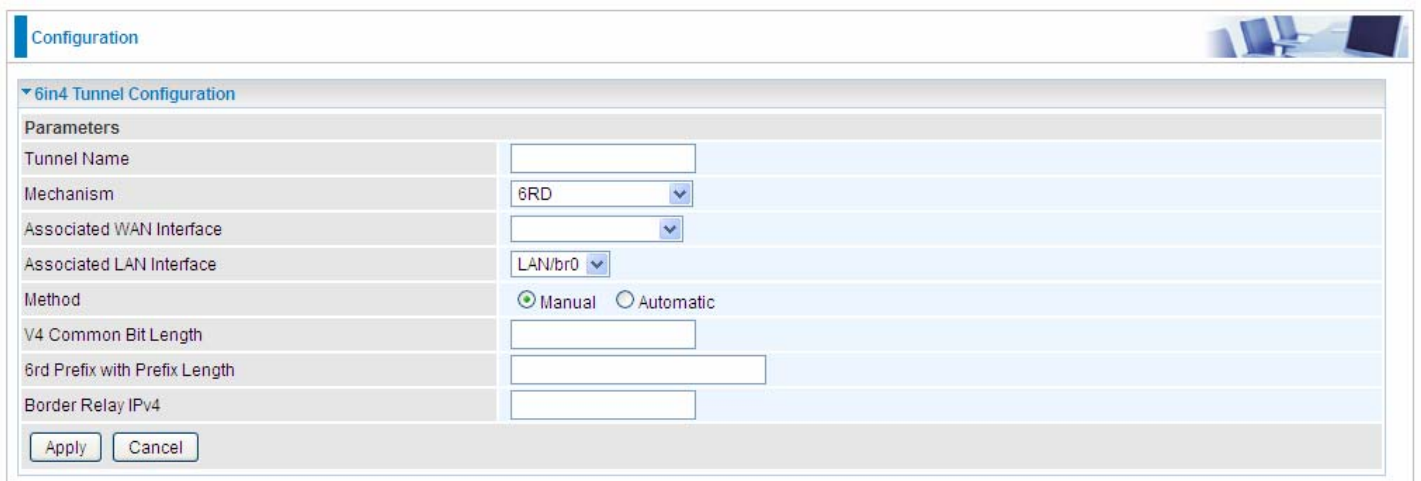 Configuration
6in4 Tunnel Configuration
Parameters
Tunnel Name
Mechanism 6RD
Associated WAN Interface
Associated LAN Interface LAN/br0
Method Manual Automatic
V4 Common Bit Length
6rd Prefix with Prefix Length
Border Relay IPv4
Apply Cancel